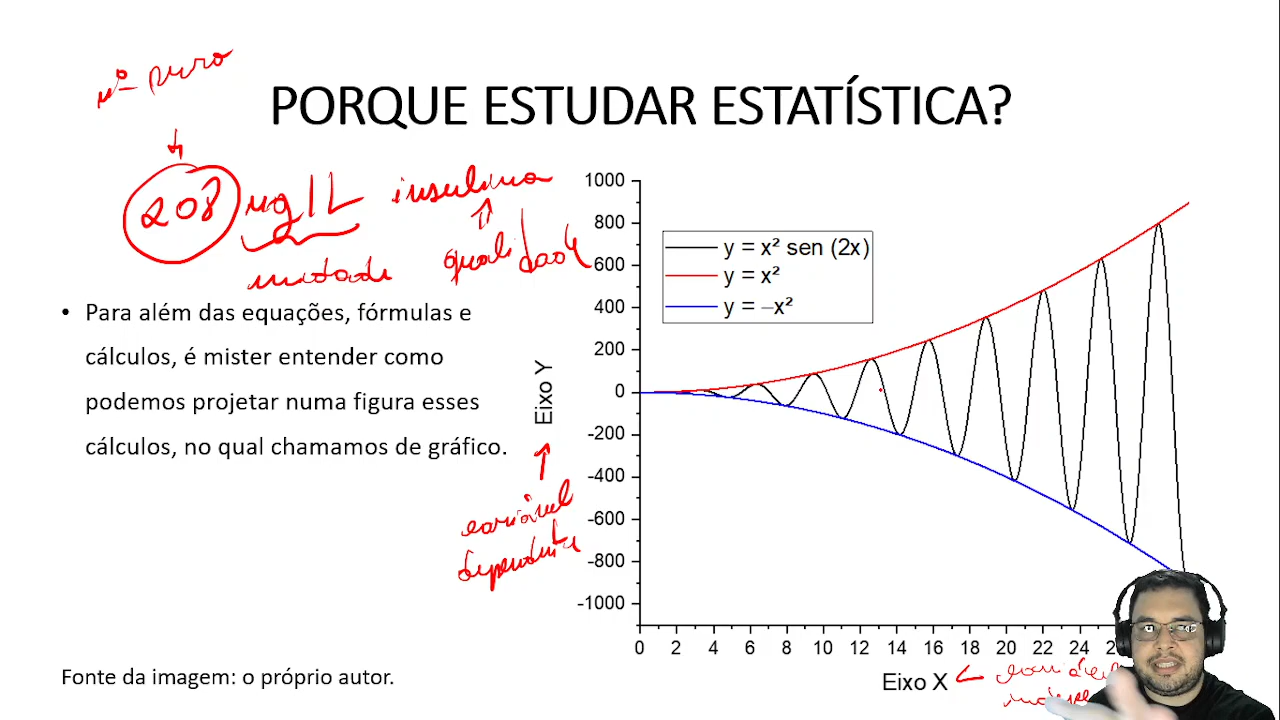 nº puro
PORQUE ESTUDAR ESTATÍSTICA?
208 µg/L insulina
unidade qualidade
• Para além das equações, fórmulas e
cálculos, é mister entender como
podemos projetar numa figura esses
cálculos, no qual chamamos de gráfico.
variável
dependente
Fonte da imagem: o próprio autor.
1000
800
600
400
200
0
-200
-400
-600
-800
-1000
Eixo Y
y = x² sen (2x)
y = x²
y = –x²
0 2 4 6 8 10 12 14 16 18 20 22 24
Eixo X